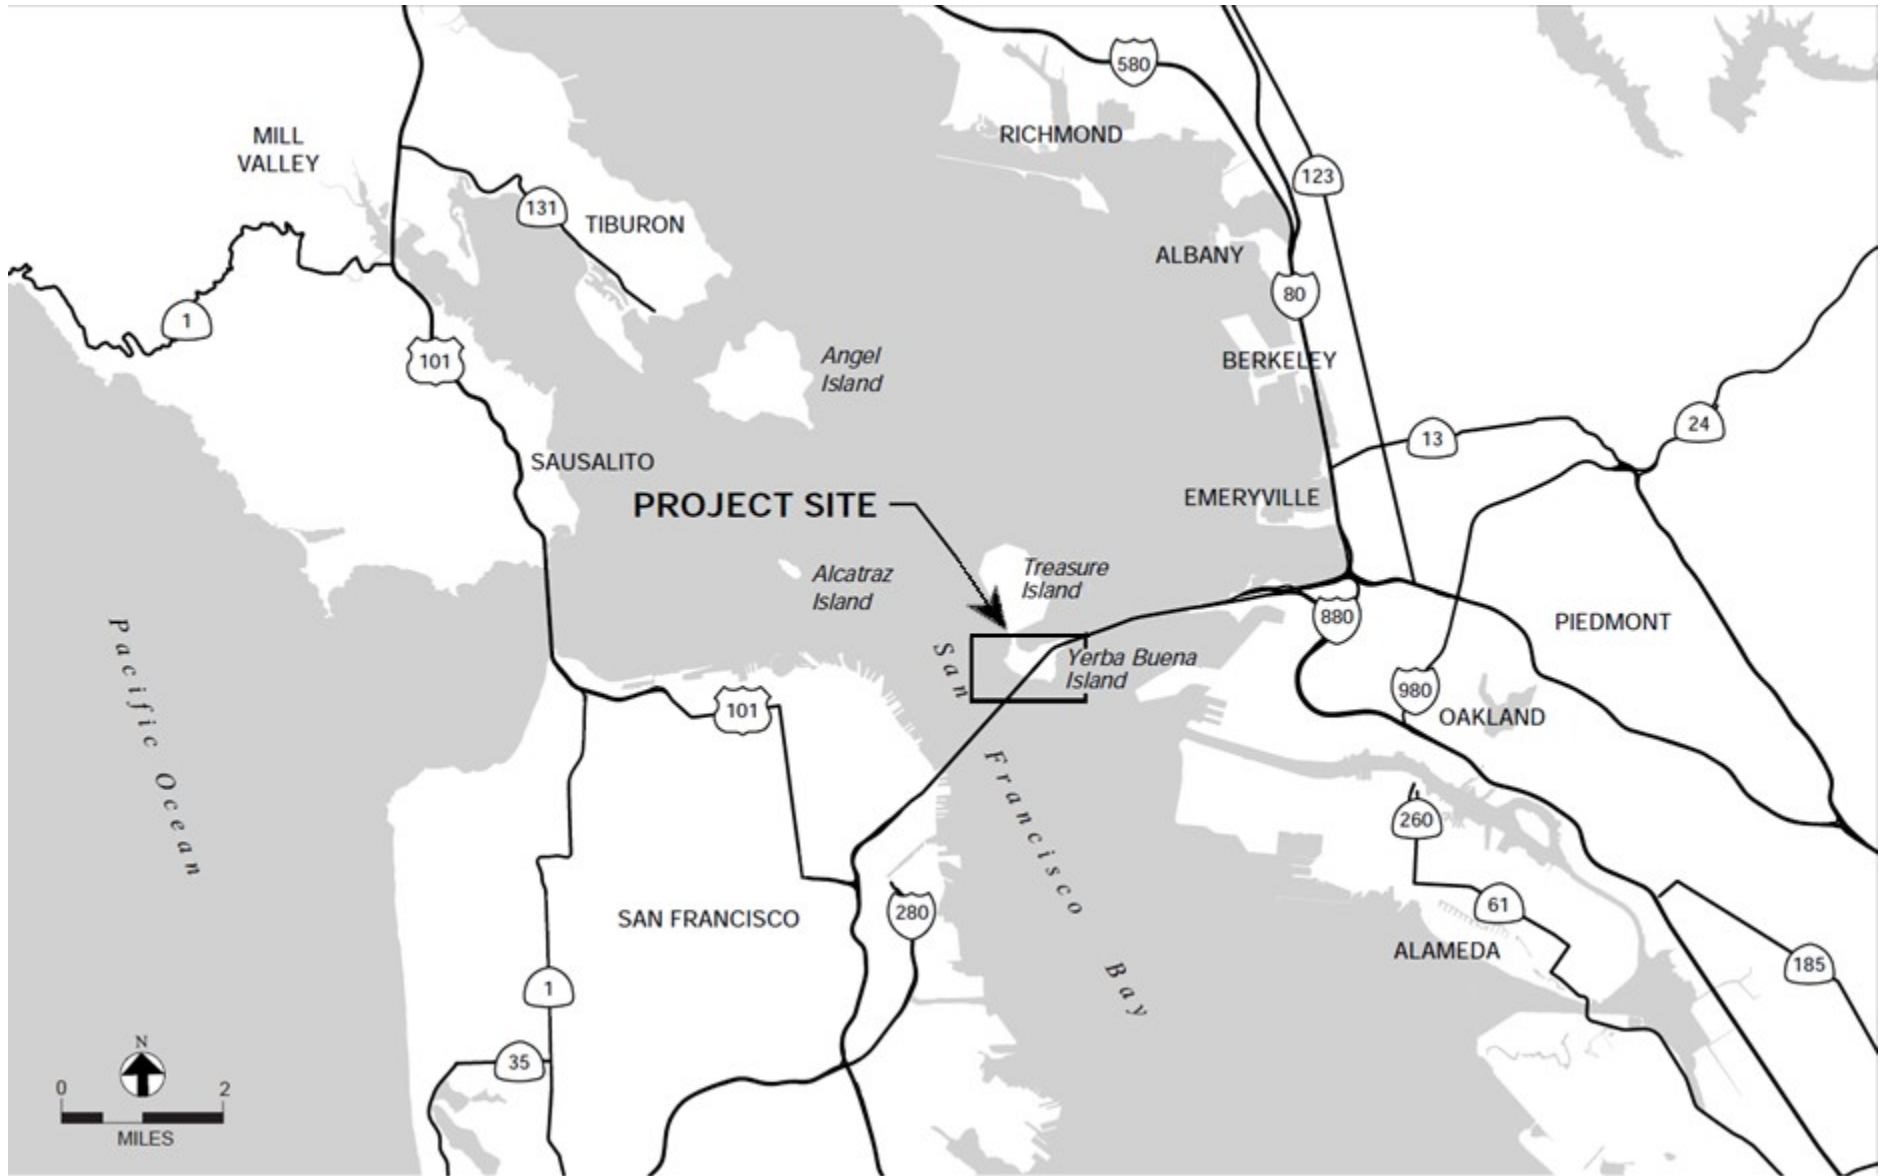 580
RICHMOND
MILL
VALLEY
123
131
TIBURON
ALBANY
80
1
101
Angel
Island
BERKELEY
24
13
SAUSALITO
PROJECT SITE
EMERYVILLE
Treasure
Island
Alcatraz
Island
880
PIEDMONT
Yerba Buena
Island
980
OAKLAND
101
Pacific Ocean
San Francisco Bay
260
61
ALAMEDA
185
SAN FRANCISCO
280
1
35
N
0 2
MILES